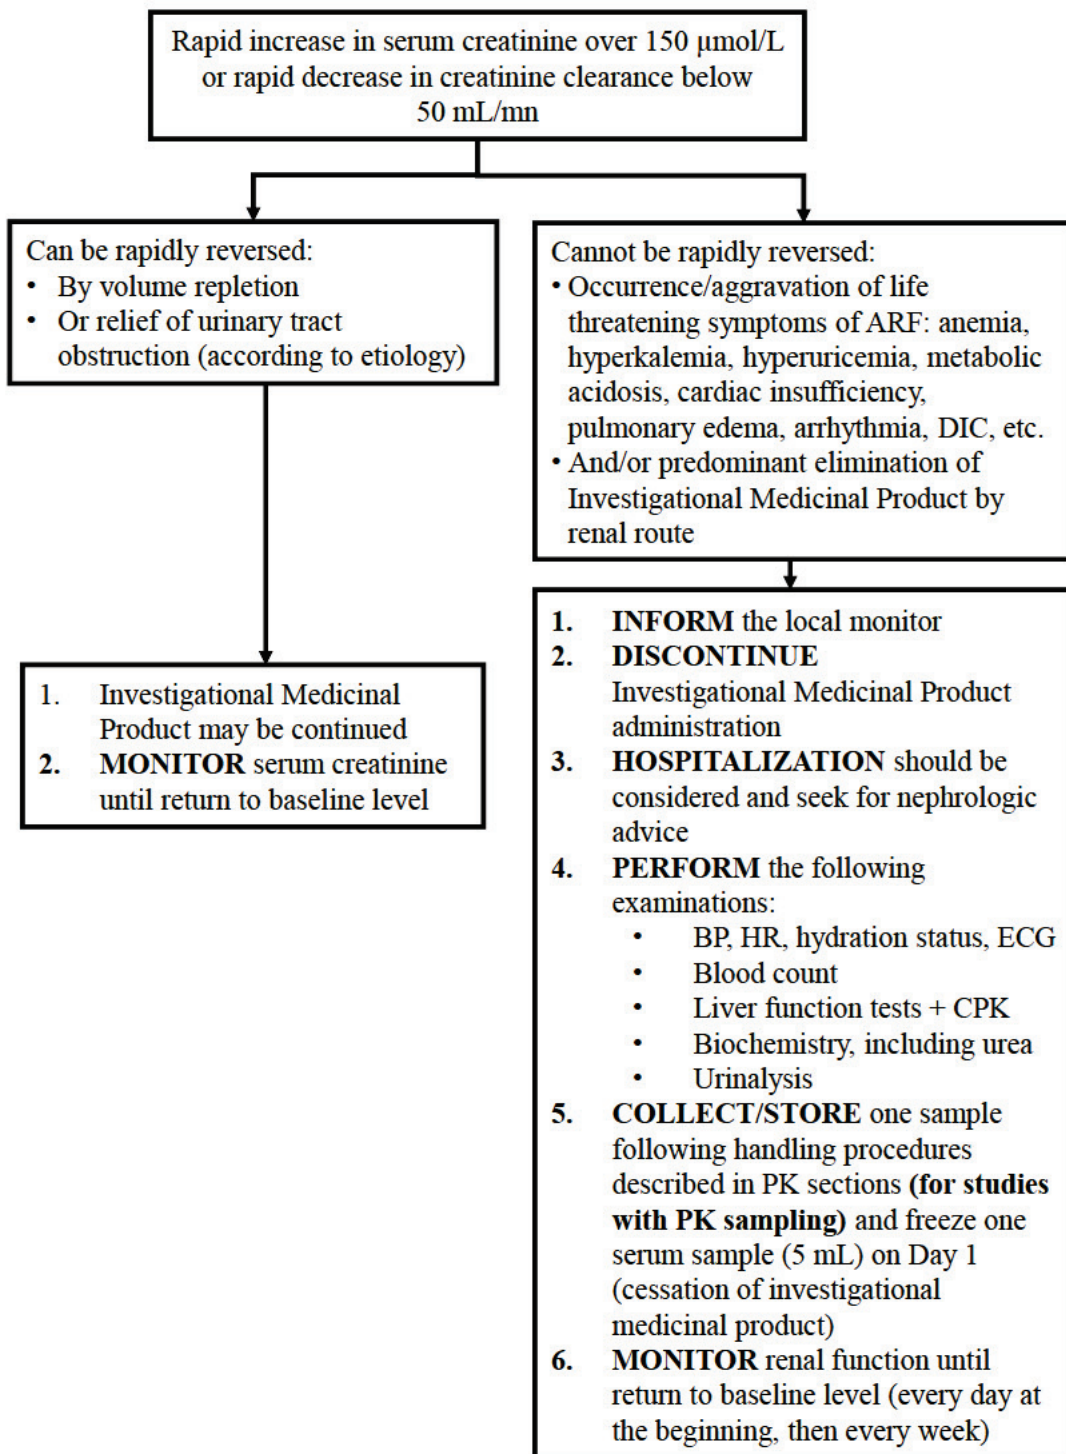 Rapid increase in serum creatinine over 150 µmol/L
or rapid decrease in creatinine clearance below
50 mL/mn
Can be rapidly reversed:
• By volume repletion
• Or relief of urinary tract
obstruction (according to etiology)
Cannot be rapidly reversed:
• Occurrence/aggravation of life
threatening symptoms of ARF: anemia,
hyperkalemia, hyperuricemia, metabolic
acidosis, cardiac insufficiency,
pulmonary edema, arrhythmia, DIC, etc.
• And/or predominant elimination of
Investigational Medicinal Product by
renal route
1. Investigational Medicinal
Product may be continued
2. MONITOR serum creatinine
until return to baseline level
1. INFORM the local monitor
2. DISCONTINUE
Investigational Medicinal Product
administration
3. HOSPITALIZATION should be
considered and seek for nephrologic
advice
4. PERFORM the following
examinations:
• BP, HR, hydration status, ECG
• Blood count
• Liver function tests + CPK
• Biochemistry, including urea
• Urinalysis
5. COLLECT/STORE one sample
following handling procedures
described in PK sections (for studies
with PK sampling) and freeze one
serum sample (5 mL) on Day 1
(cessation of investigational
medicinal product)
6. MONITOR renal function until
return to baseline level (every day at
the beginning, then every week)